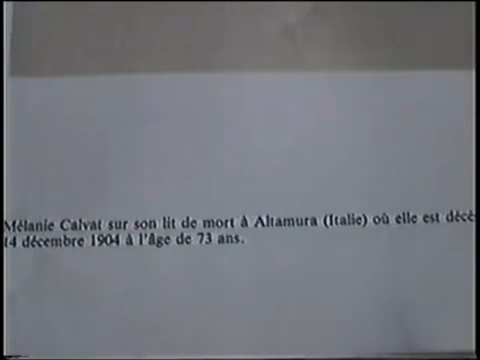 Mélanie Calvat sur son lit de mort à Altamura (Italie) où elle est décé
14 décembre 1904 à l'âge de 73 ans.